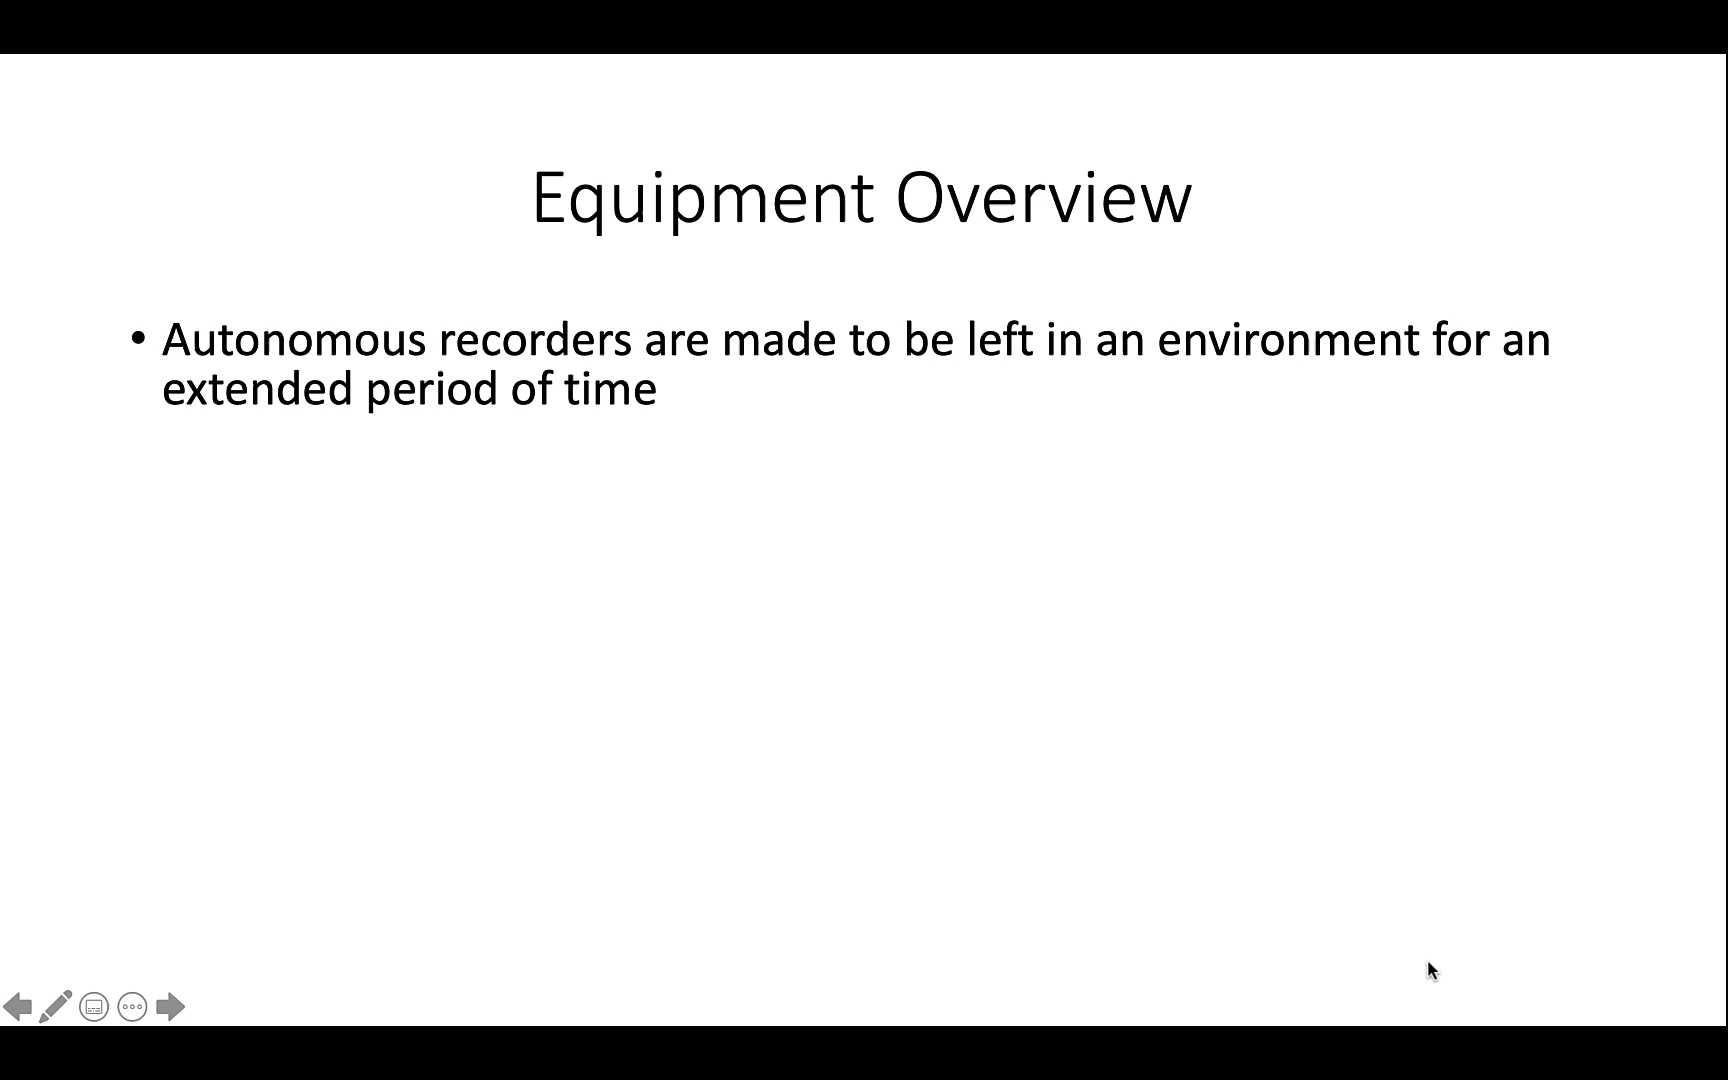 Equipment Overview
• Autonomous recorders are made to be left in an environment for an
extended period of time